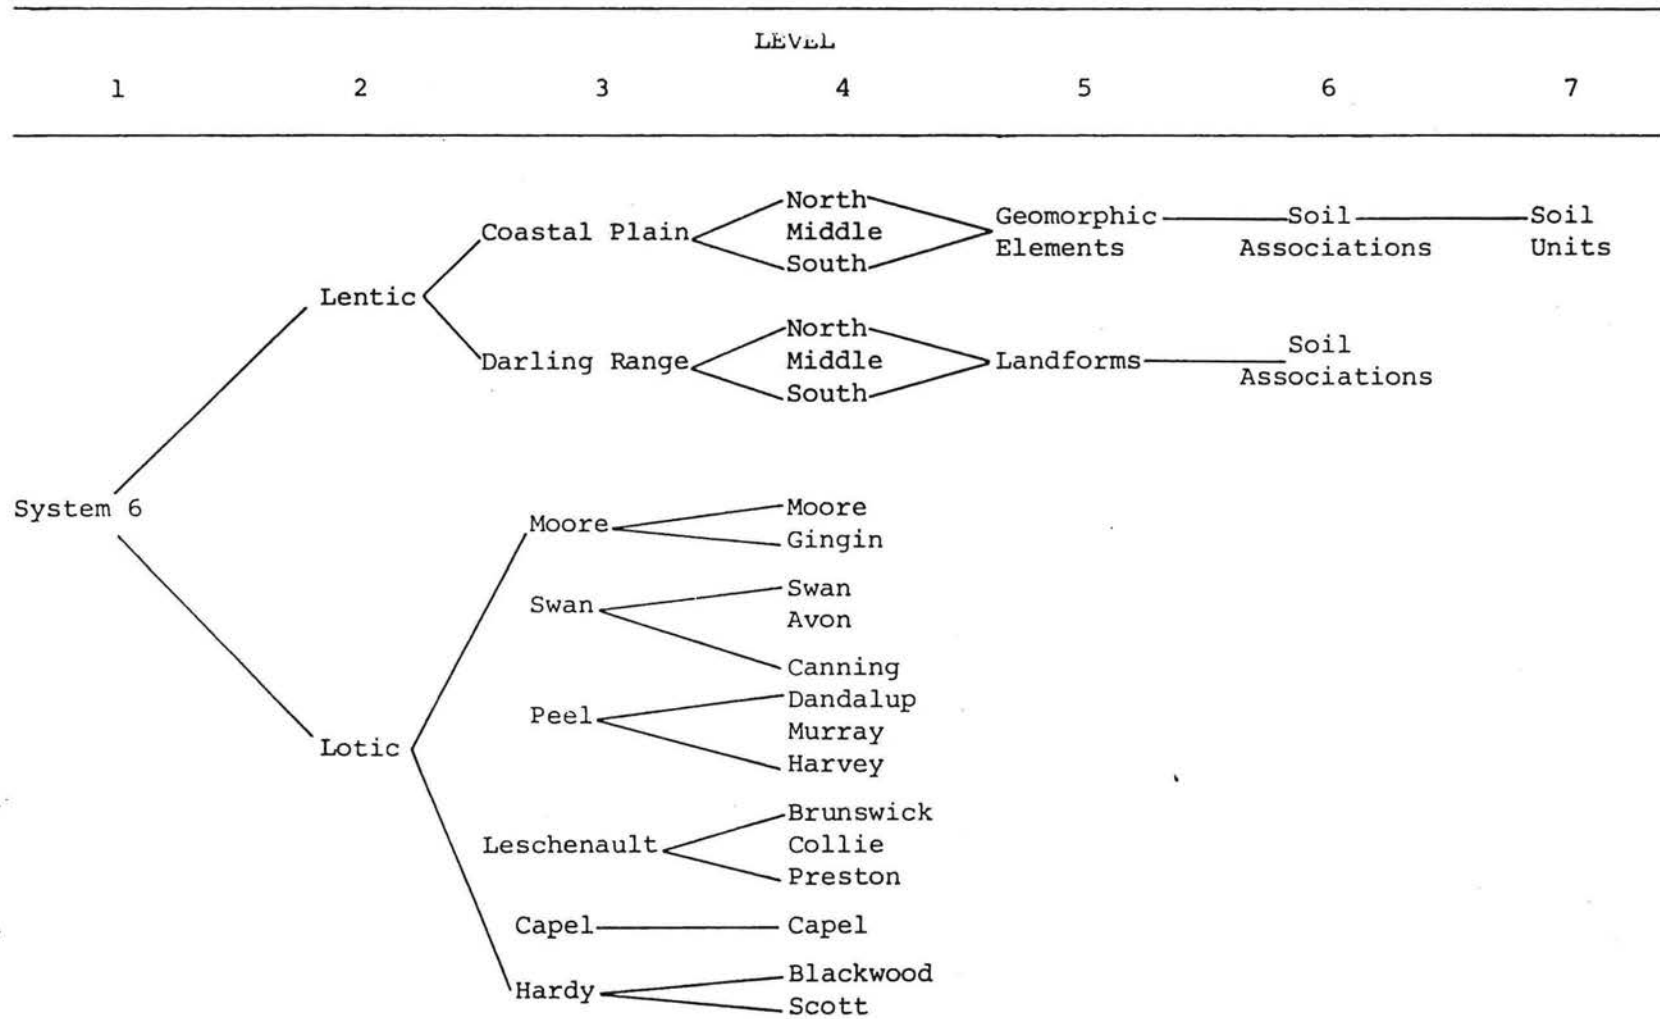 LEVEL
1 2 3 4 5 6 7
North
Geomorphic Soil Soil
Coastal Plain Middle
Elements Associations Units
South
Lentic
North
Soil
Darling Range Middle Landforms
Associations
South
System 6
Moore
Moore
Gingin
Swan
Swan
Avon
Canning
Dandalup
Peel
Murray
Lotic
Harvey
Brunswick
Leschenault Collie
Preston
Capel Capel
Blackwood
Hardy
Scott